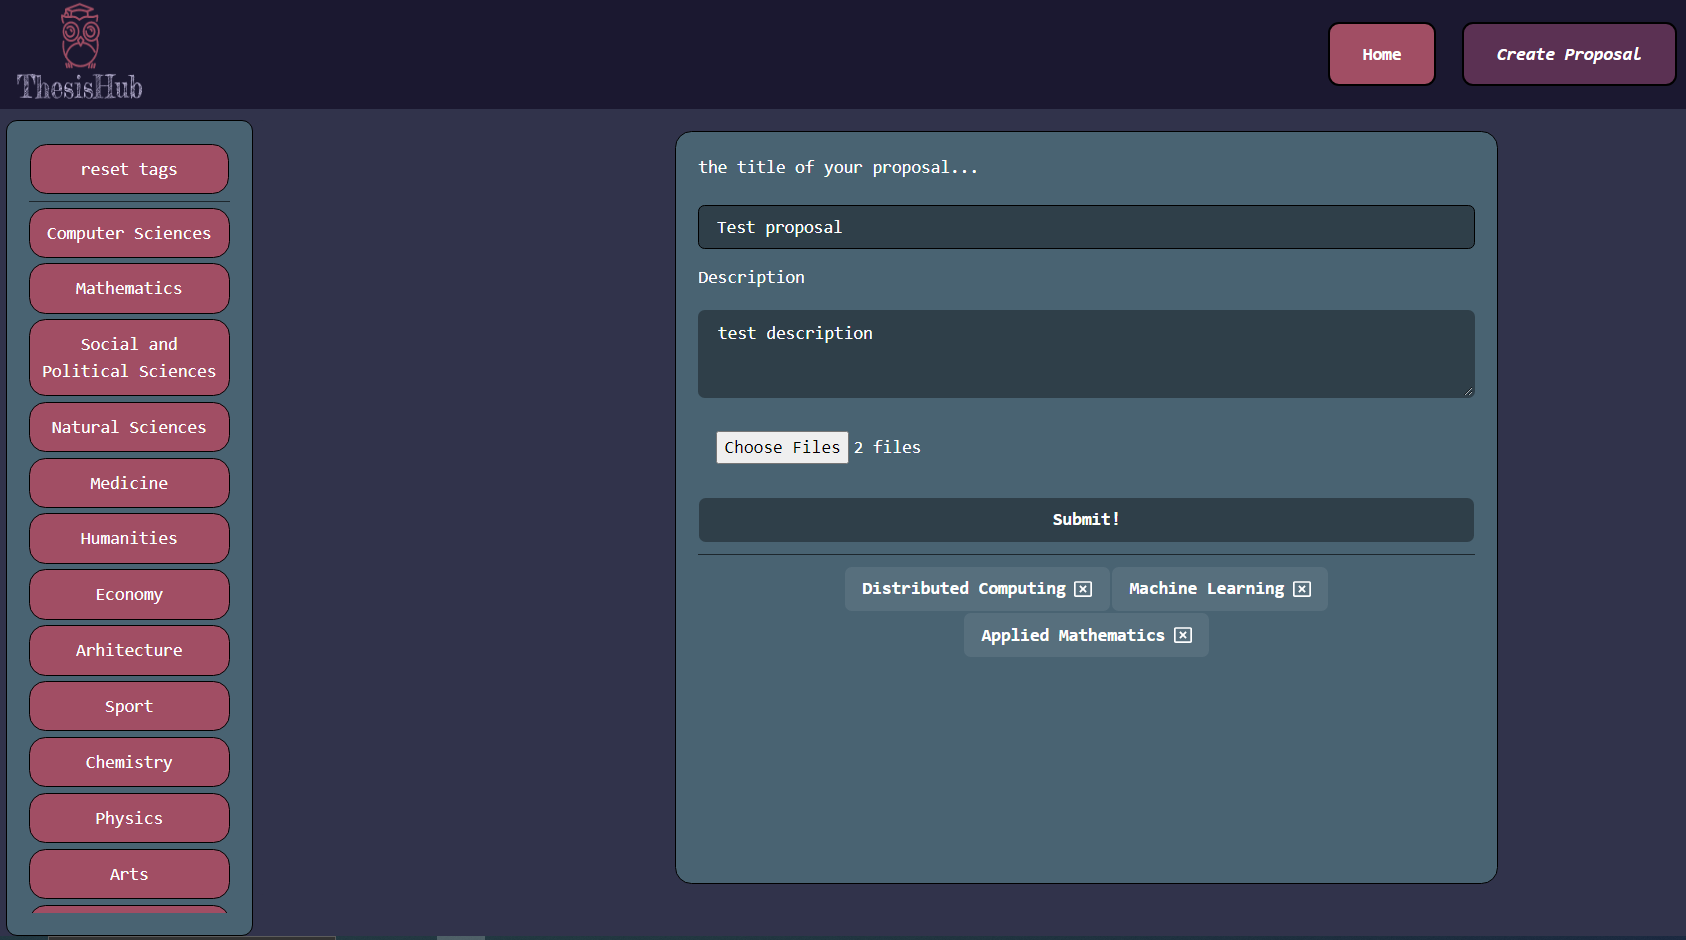 ThesisHub
Home
Create Proposal
reset tags
Computer Sciences
Mathematics
Social and
Political Sciences
Natural Sciences
Medicine
Humanities
Economy
Arhitecture
Sport
Chemistry
Physics
Arts
the title of your proposal...
Test proposal
Description
test description
Choose Files 2 files
Submit!
Distributed Computing
Machine Learning
Applied Mathematics